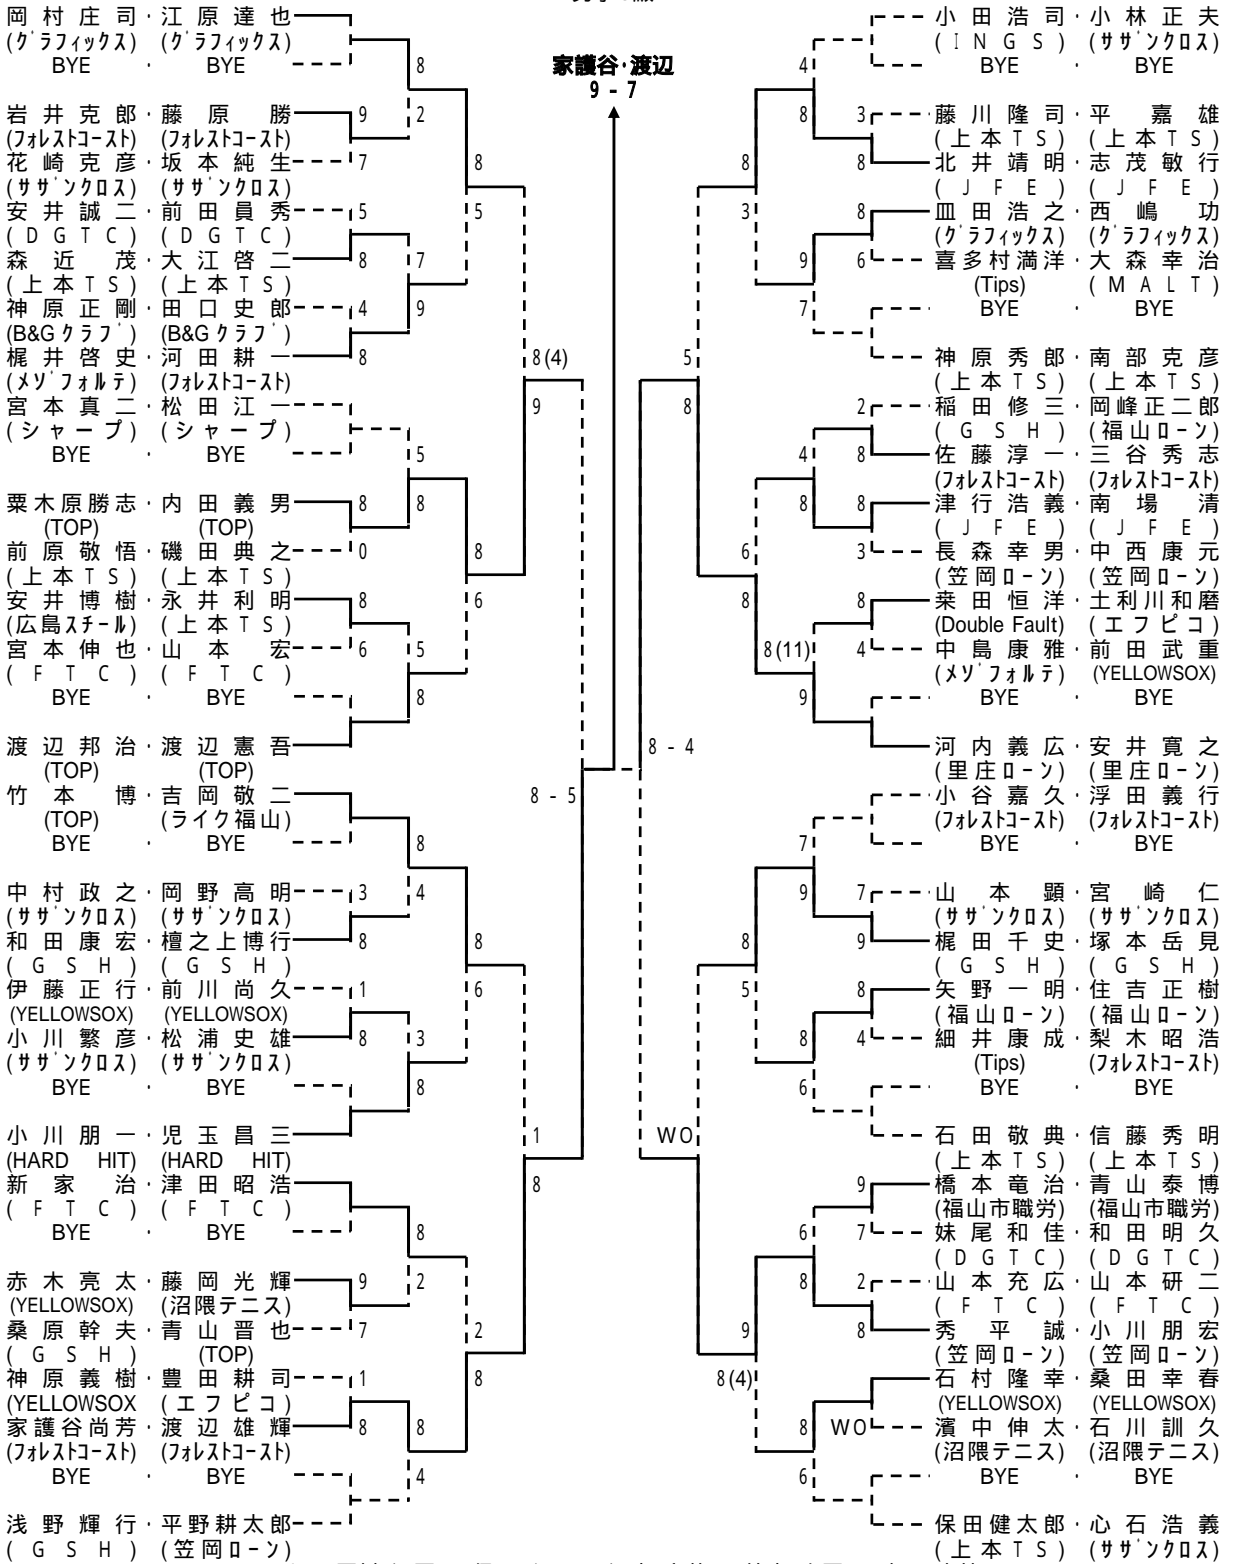 家護谷・渡辺
9 - 7
岡村庄司・江原達也
(グラフィックス) (グラフィックス)
BYE ・ BYE
8
岩井克郎・藤原勝 9 2
(フォレストコースト) (フォレストコースト)
花崎克彦・坂本純生 7 8
(サザンクロス) (サザンクロス)
安井誠二・前田員秀 5 5
(DGTC) (DGTC)
森近茂・大江啓二 8 7
(上本TS) (上本TS)
神原正剛・田口史郎 4 9
(B&Gクラブ) (B&Gクラブ)
梶井啓史・河田耕一 8 8(4)
(メゾフォルテ) (フォレストコースト)
宮本真二・松田江一 9
(シャープ) (シャープ)
BYE ・ BYE 5
粟木原勝志・内田義男 8 8
(TOP) (TOP)
前原敬悟・磯田典之 0 8
(上本TS) (上本TS)
安井博樹・永井利明 8 6
(広島スチール) (上本TS)
宮本伸也・山本宏 6 5
(FTC) (FTC)
BYE ・ BYE 8
渡辺邦治・渡辺憲吾
(TOP) (TOP)
竹本博・吉岡敬二 8 - 5
(TOP) (ライク福山)
BYE ・ BYE 8
中村政之・岡野高明 3 4
(サザンクロス) (サザンクロス)
和田康宏・檀之上博行 8 8
(GSH) (GSH)
伊藤正行・前川尚久 1 6
(YELLOWSOX) (YELLOWSOX)
小川繁彦・松浦史雄 8 3
(サザンクロス) (サザンクロス)
BYE ・ BYE 8
小川朋一・児玉昌三 1
(HARD HIT) (HARD HIT)
新家治・津田昭浩 8
(FTC) (FTC)
BYE ・ BYE 8
赤木亮太・藤岡光輝 9 2
(YELLOWSOX) (沼隈テニス)
桑原幹夫・青山晋也 7 2
(GSH) (TOP)
神原義樹・豊田耕司 1 8
(YELLOWSOX (エフピコ)
家護谷尚芳・渡辺雄輝 8 8
(フォレストコースト) (フォレストコースト)
BYE ・ BYE 4
浅野輝行・平野耕太郎
(GSH) (笠岡ローン)
小田浩司・小林正夫
(INGS) (サザンクロス)
4 BYE ・ BYE
8 3 藤川隆司・平嘉雄
(上本TS) (上本TS)
8 8 北井靖明・志茂敏行
(JFE) (JFE)
3 8 皿田浩之・西嶋功
(グラフィックス) (グラフィックス)
9 6 喜多村満洋・大森幸治
(Tips) (MALT)
7 BYE ・ BYE
5 神原秀郎・南部克彦
(上本TS) (上本TS)
8 2 稲田修三・岡峰正二郎
(GSH) (福山ローン)
4 8 佐藤淳一・三谷秀志
(フォレストコースト) (フォレストコースト)
8 8 津行浩義・南場清
(JFE) (JFE)
6 3 長森幸男・中西康元
(笠岡ローン) (笠岡ローン)
8 8 来田恒洋・土利川和磨
(Double Fault) (エフピコ)
8(11) 4 中島康雅・前田武重
(メゾフォルテ) (YELLOWSOX)
9 BYE ・ BYE
8 - 4 河内義広・安井寛之
(里庄ローン) (里庄ローン)
小谷嘉久・浮田義行
(フォレストコースト) (フォレストコースト)
7 BYE ・ BYE
9 7 山本顕・宮崎仁
(サザンクロス) (サザンクロス)
8 9 梶田千史・塚本岳見
(GSH) (GSH)
5 8 矢野一明・住吉正樹
(福山ローン) (福山ローン)
8 4 細井康成・梨木昭浩
(Tips) (フォレストコースト)
6 BYE ・ BYE
WO 石田敬典・信藤秀明
(上本TS) (上本TS)
9 橋本竜治・青山泰博
(福山市職労) (福山市職労)
6 7 妹尾和佳・和田明久
(DGTC) (DGTC)
8 2 山本充広・山本研二
(FTC) (FTC)
9 8 秀平誠・小川朋宏
(笠岡ローン) (笠岡ローン)
8(4) 石村隆幸・桑田幸春
(YELLOWSOX) (YELLOWSOX)
8 WO 濱中伸太・石川訓久
(沼隈テニス) (沼隈テニス)
6 BYE ・ BYE
保田健太郎・心石浩義
(上本TS) (サザンクロス)